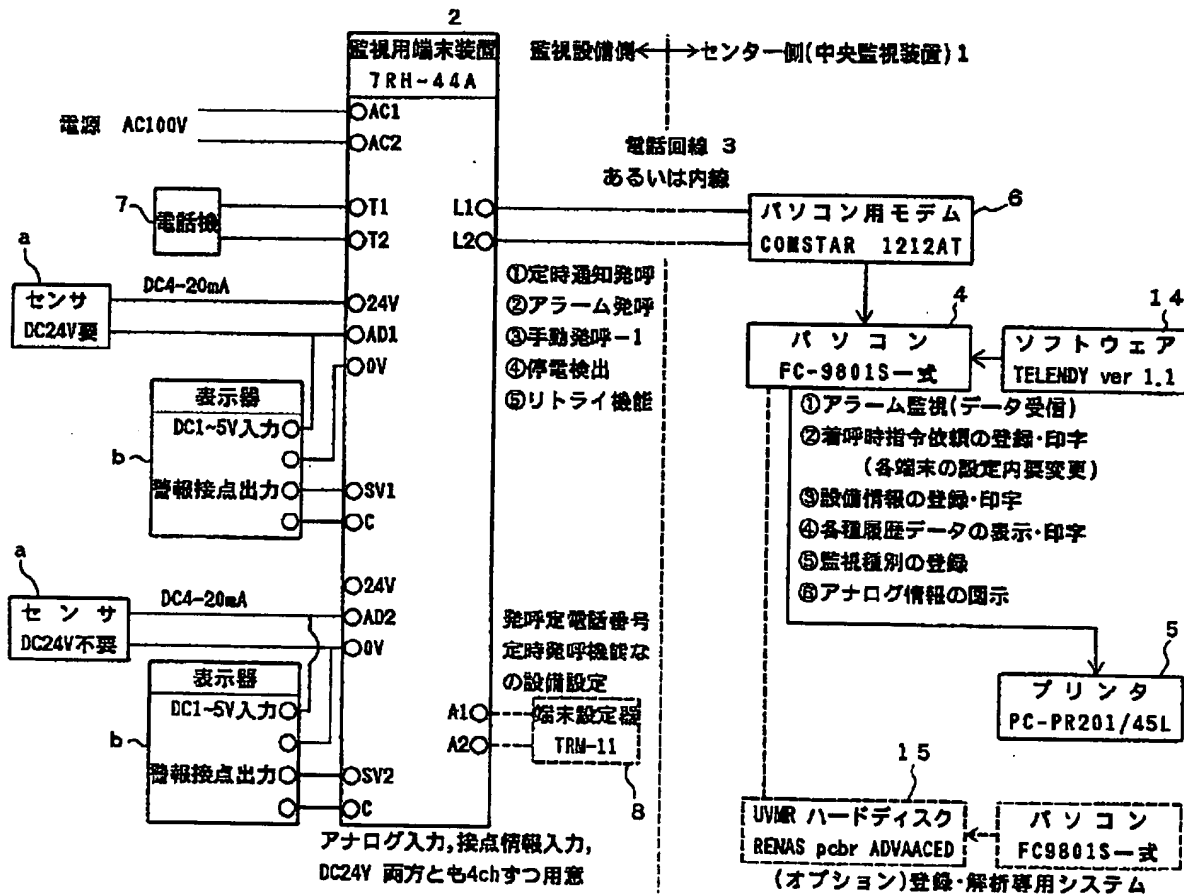 2
監視用端末装置
7RH-44A
監視設備側←→センター側(中央監視装置)1
電源 AC100V
AC1
AC2
電話回線 3
あるいは内線
7
電話機
T1
T2
L1
L2
パソコン用モデム
COMSTAR 1212AT
6
a
センサ
DC24V要
DC4-20mA
24V
AD1
0V
①定時通知発呼
②アラーム発呼
③手動発呼-1
④停電検出
⑤リトライ機能
4
パソコン
FC-9801S一式
14
ソフトウェア
TELENDY ver 1.1
表示器
DC1~5V入力
b
警報接点出力
SV1
C
①アラーム監視(データ受信)
②着呼時指令依頼の登録・印字
(各端末の設定内要変更)
③設備情報の登録・印字
④各種履歴データの表示・印字
⑤監視種別の登録
⑥アナログ情報の図示
a
センサ
DC24V不要
DC4-20mA
24V
AD2
0V
発呼定電話番号
定時発呼機能な
の設備設定
5
プリンタ
PC-PR201/45L
表示器
DC1~5V入力
b
警報接点出力
SV2
C
A1
A2
端末設定器
TRM-11
8
15
UVMR ハードディスク
RENAS pcbr ADVAACED
パソコン
FC9801S一式
(オプション)登録・解析専用システム
アナログ入力,接点情報入力,
DC24V 両方とも4chずつ用意